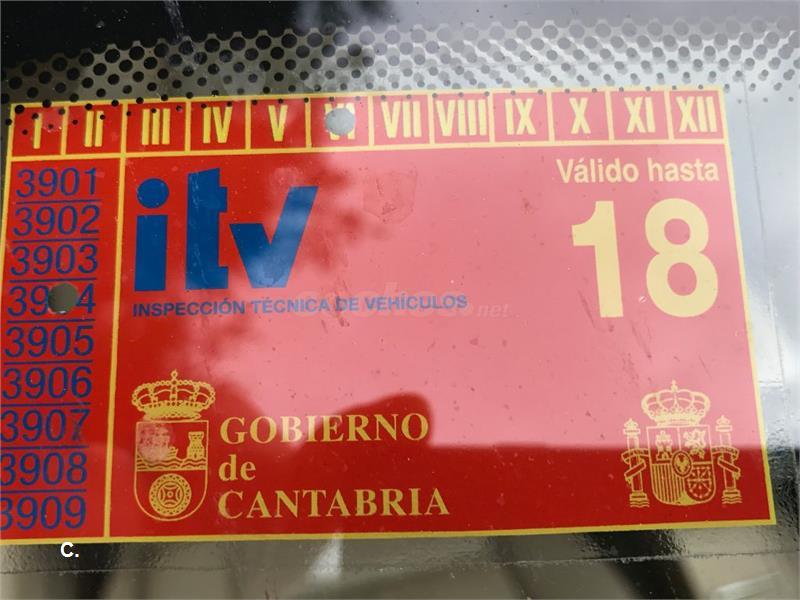 I II III IV V VI VII VIII IX X XI XII
3901
3902
3903
3904
3905
3906
3907
3908
3909
itv
INSPECCIÓN TÉCNICA DE VEHÍCULOS
Válido hasta
18
GOBIERNO
de
CANTABRIA
C.